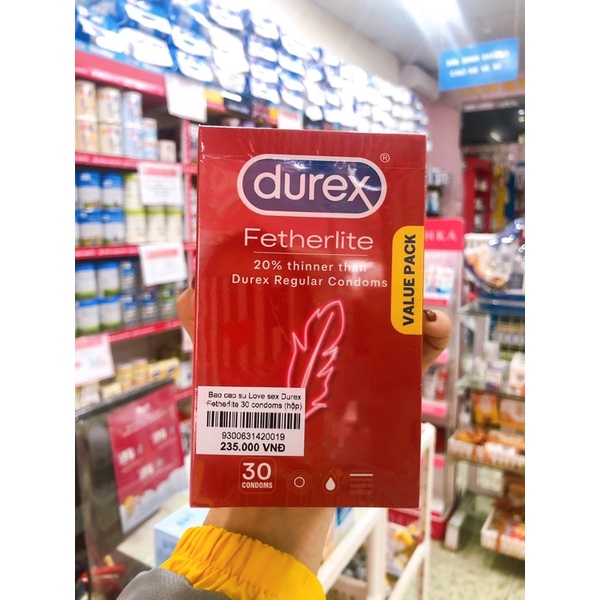 durex
®
Fetherlite
20% thinner than
Durex Regular Condoms
VALUE PACK
Bao cao su Love sex Durex
Fetherlite 30 condoms (hộp)
9300631420019
235.000 VNĐ
30
CONDOMS